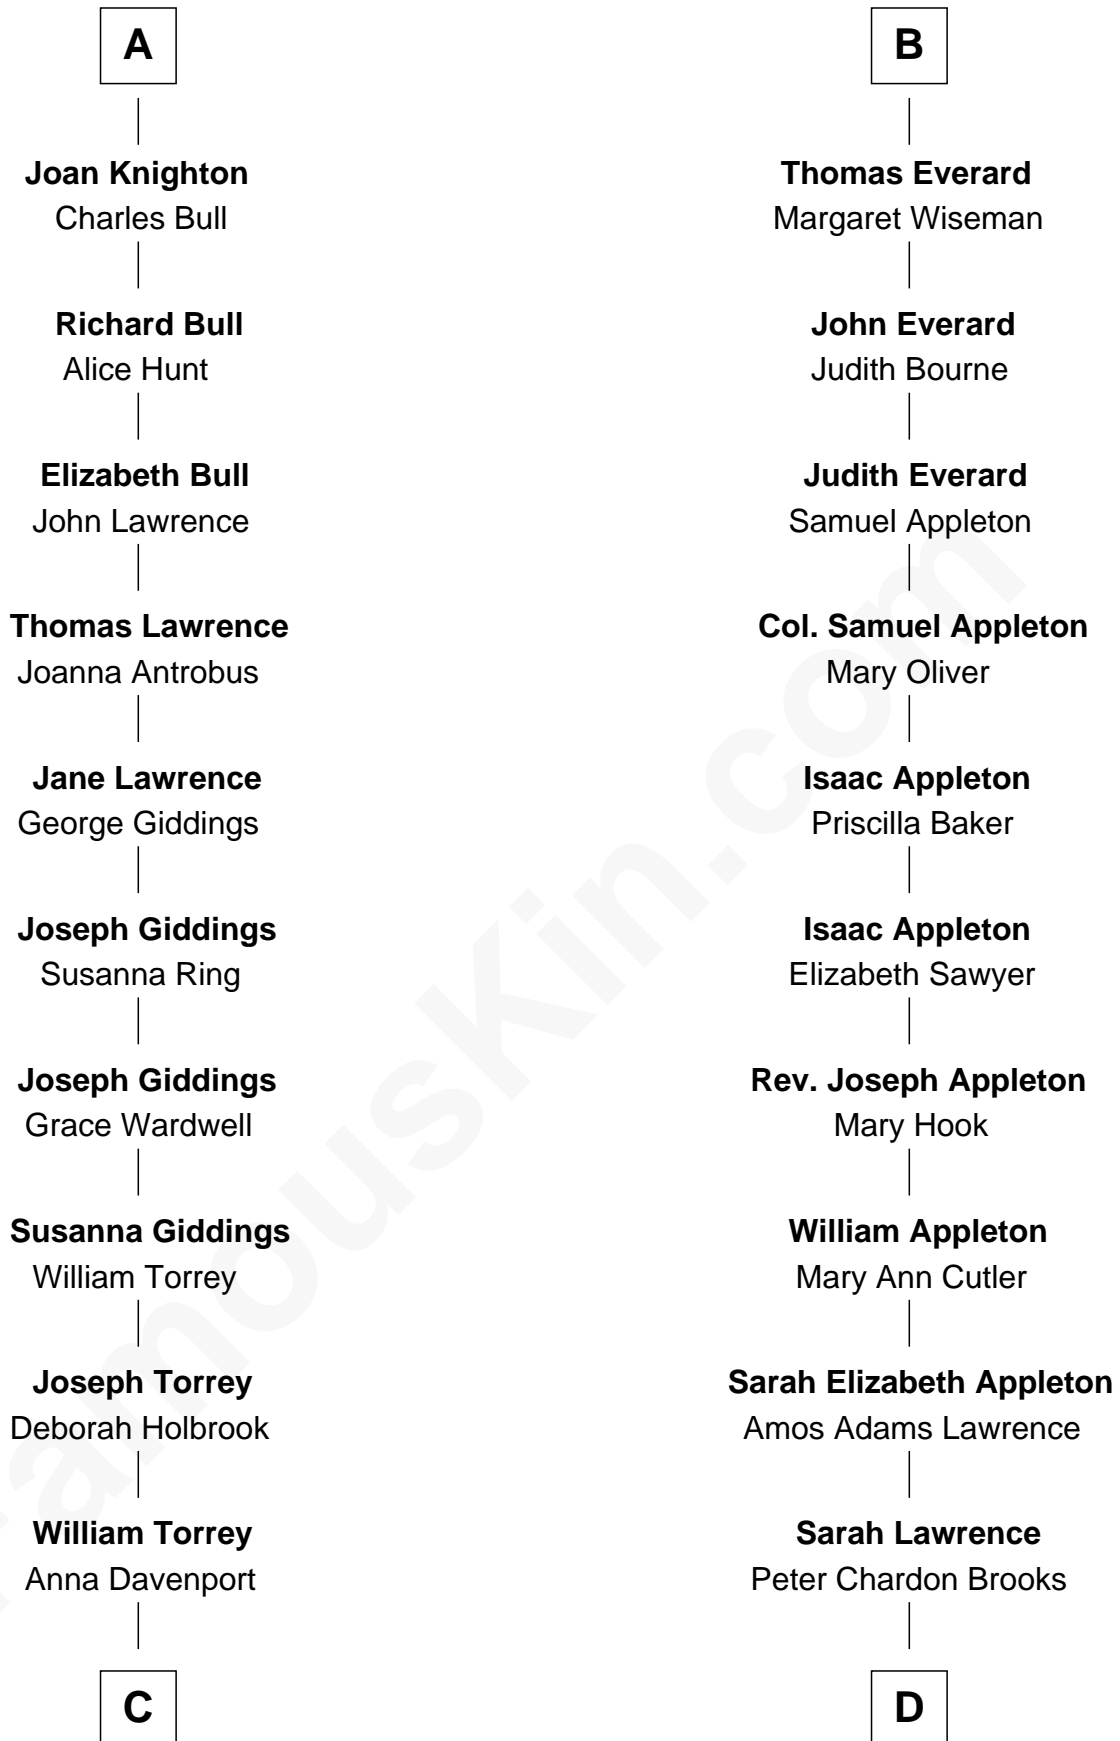 A
Joan Knighton
Charles Bull
Richard Bull
Alice Hunt
Elizabeth Bull
John Lawrence
Thomas Lawrence
Joanna Antrobus
Jane Lawrence
George Giddings
Joseph Giddings
Susanna Ring
Joseph Giddings
Grace Wardwell
Susanna Giddings
William Torrey
Joseph Torrey
Deborah Holbrook
William Torrey
Anna Davenport
C
B
Thomas Everard
Margaret Wiseman
John Everard
Judith Bourne
Judith Everard
Samuel Appleton
Col. Samuel Appleton
Mary Oliver
Isaac Appleton
Priscilla Baker
Isaac Appleton
Elizabeth Sawyer
Rev. Joseph Appleton
Mary Hook
William Appleton
Mary Ann Cutler
Sarah Elizabeth Appleton
Amos Adams Lawrence
Sarah Lawrence
Peter Chardon Brooks
D
FamousKin.com